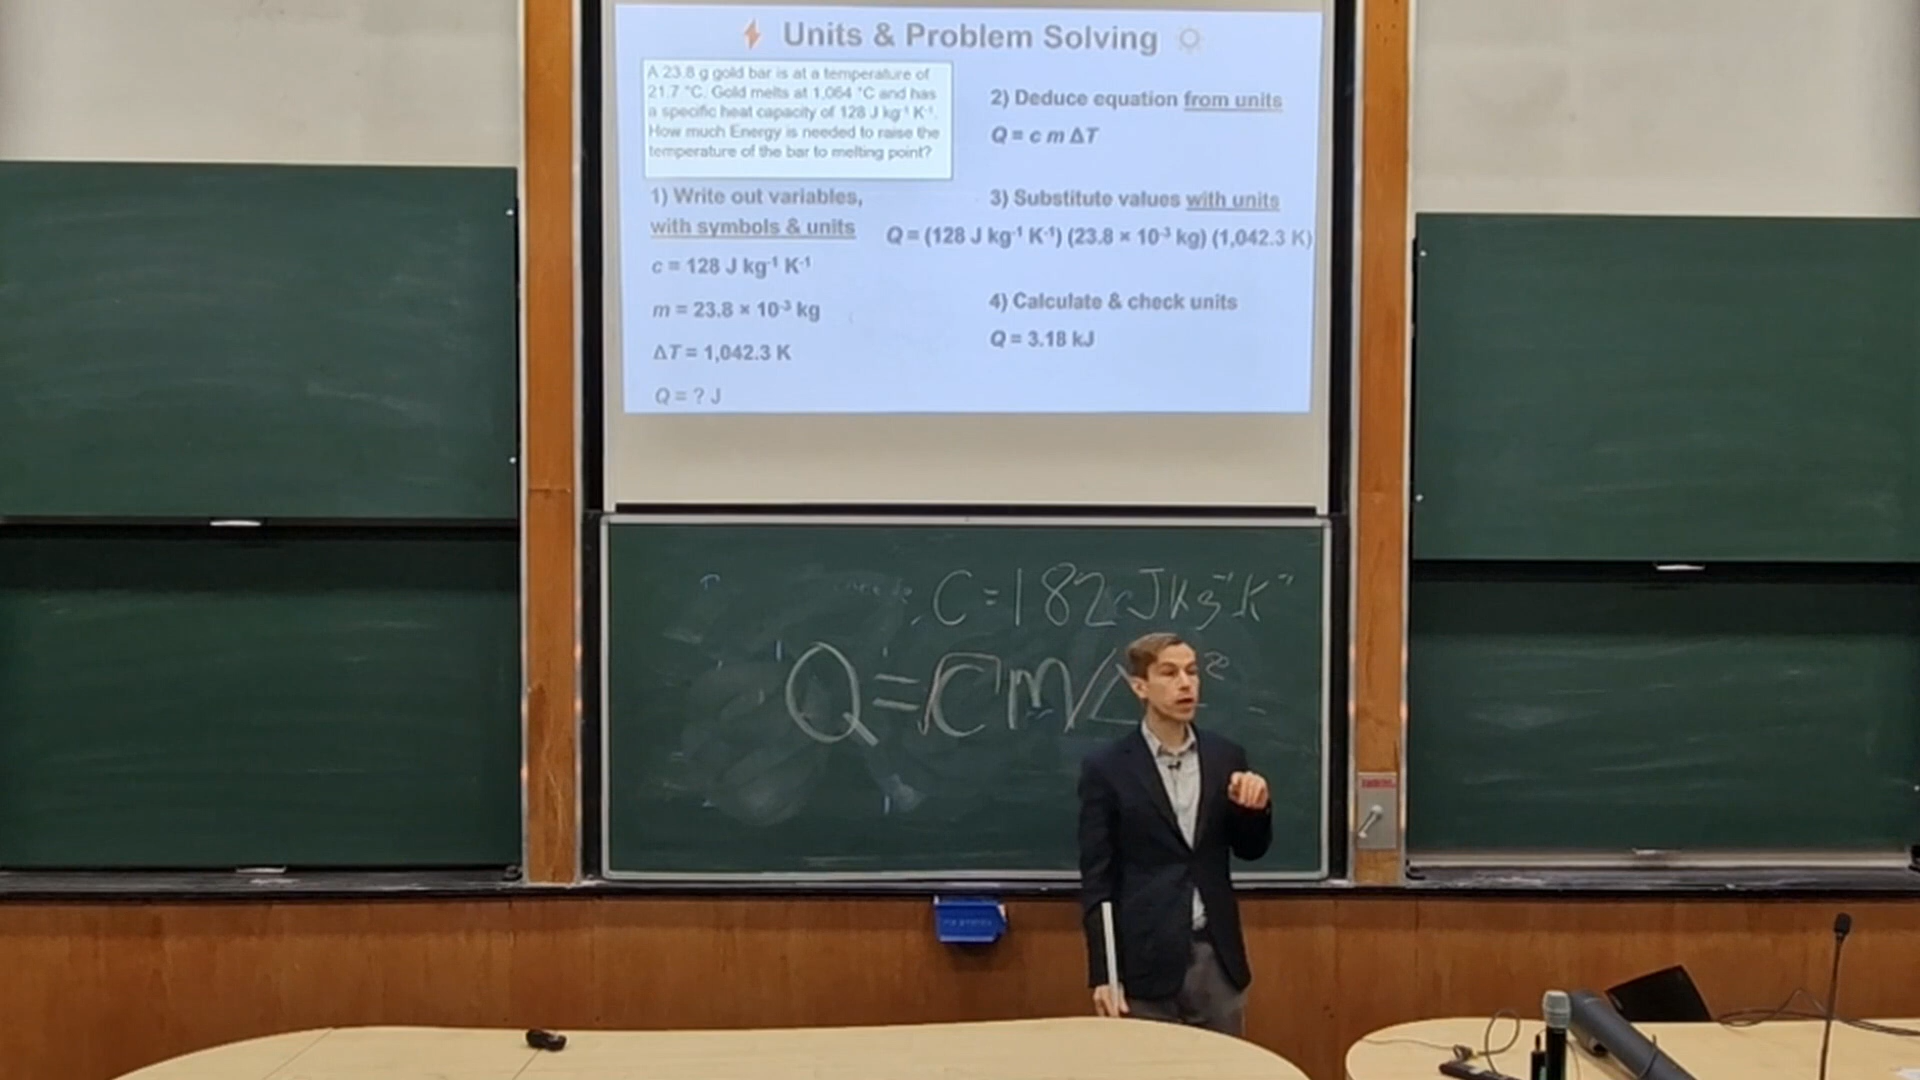 Units & Problem Solving
A 23.8 g gold bar is at a temperature of
21.7 °C. Gold melts at 1,064 °C and has
a specific heat capacity of 128 J kg⁻¹ K⁻¹.
How much Energy is needed to raise the
temperature of the bar to melting point?
1) Write out variables,
with symbols & units
c = 128 J kg⁻¹ K⁻¹
m = 23.8 × 10⁻³ kg
ΔT = 1,042.3 K
Q = ? J
2) Deduce equation from units
Q = c m ΔT
3) Substitute values with units
Q = (128 J kg⁻¹ K⁻¹) (23.8 × 10⁻³ kg) (1,042.3 K)
4) Calculate & check units
Q = 3.18 kJ
C=182 J kg⁻¹ K⁻¹
Q=CmΔ